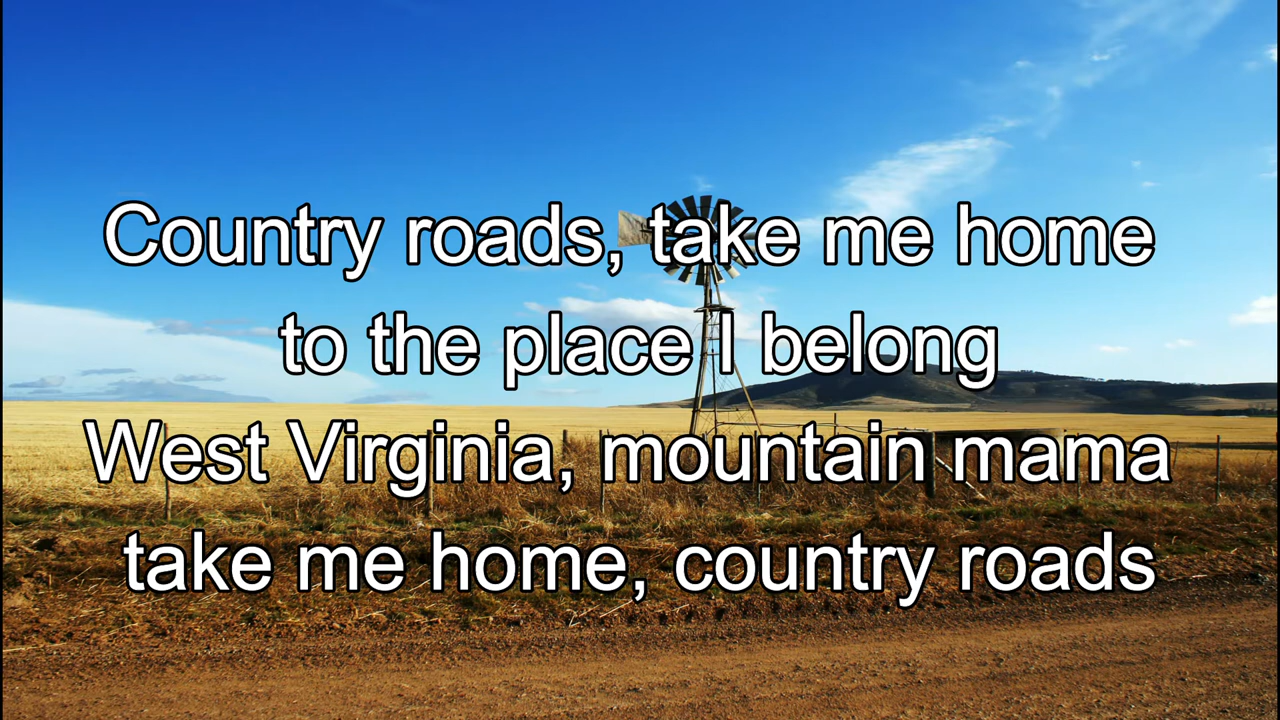 Country roads, take me home
to the place I belong
West Virginia, mountain mama
take me home, country roads